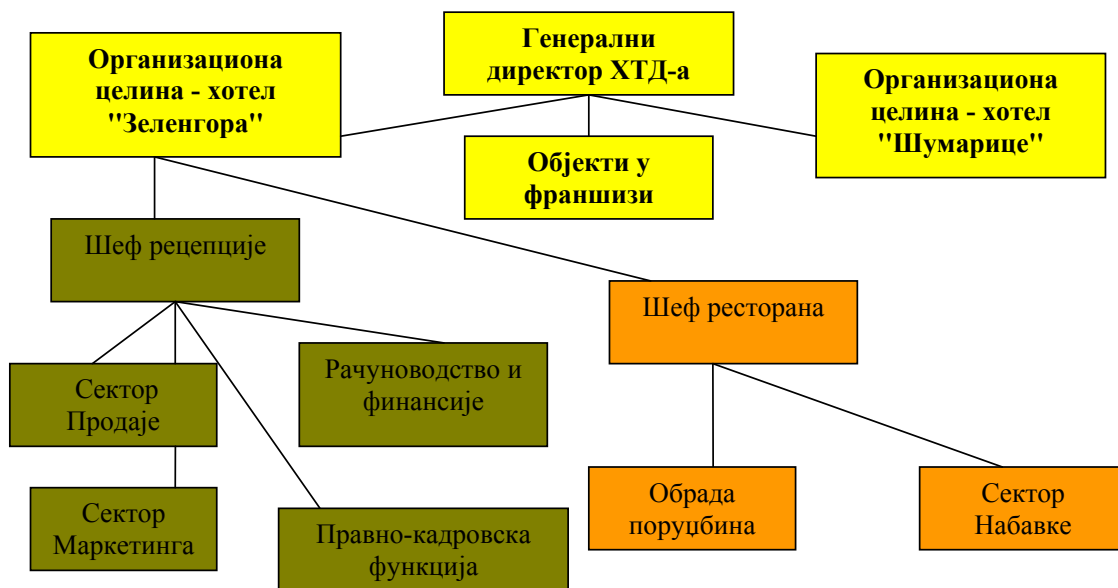 Генерални
директор ХТД-а
Организациона
целина - хотел
"Зеленгора"
Организациона
целина - хотел
"Шумарице"
Објекти у
франшизи
Шеф рецепције
Шеф ресторана
Рачуноводство и
финансије
Сектор
Продаје
Сектор
Маркетинга
Правно-кадровска
функција
Обрада
поруџбина
Сектор
Набавке